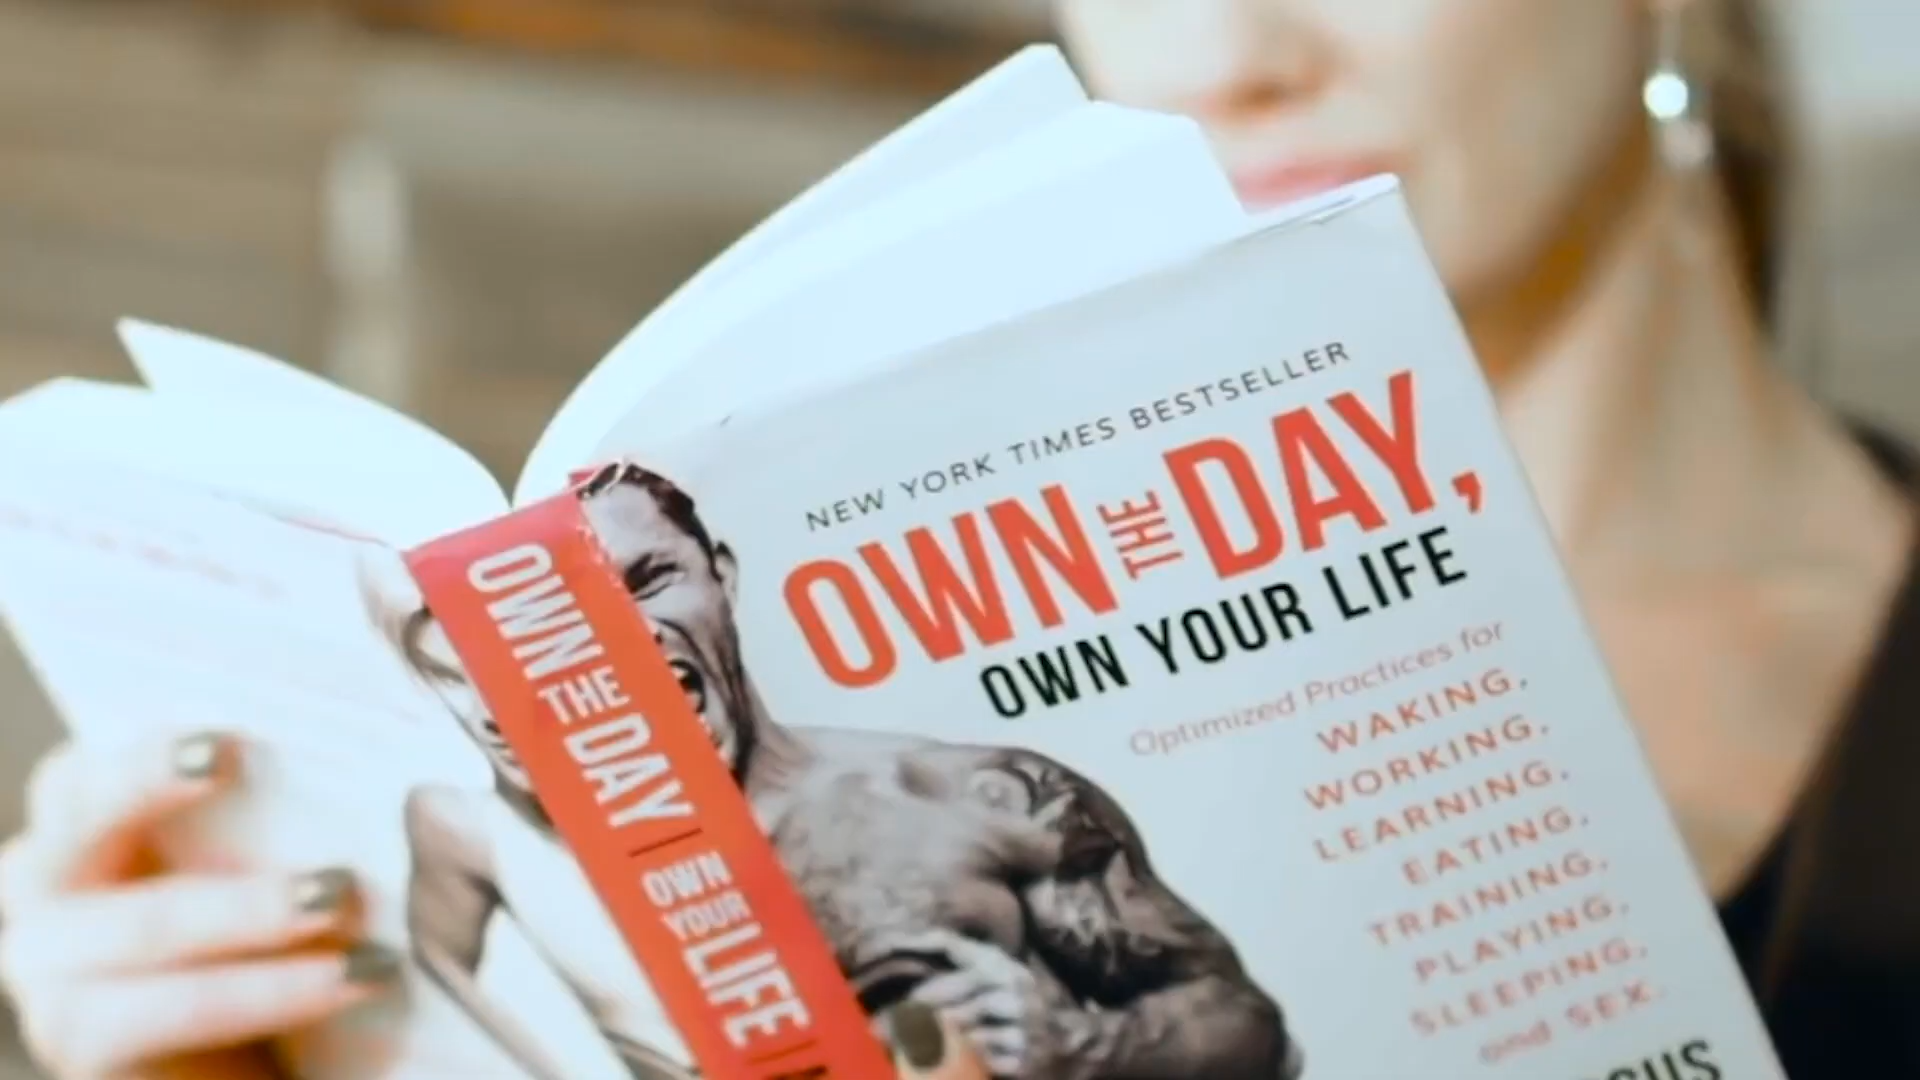 NEW YORK TIMES BESTSELLER
OWN THE DAY,
OWN YOUR LIFE
Optimized Practices for
WAKING,
WORKING,
LEARNING,
EATING,
TRAINING,
PLAYING,
SLEEPING,
and SEX
OWN THE DAY | OWN YOUR LIFE |